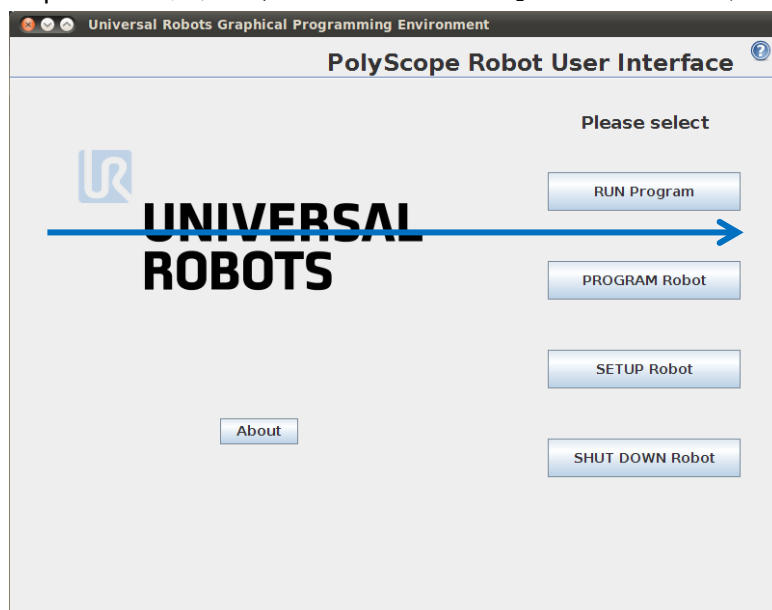 Universal Robots Graphical Programming Environment
PolyScope Robot User Interface
Please select
UR
RUN Program
UNIVERSAL
ROBOTS
PROGRAM Robot
SETUP Robot
About
SHUT DOWN Robot